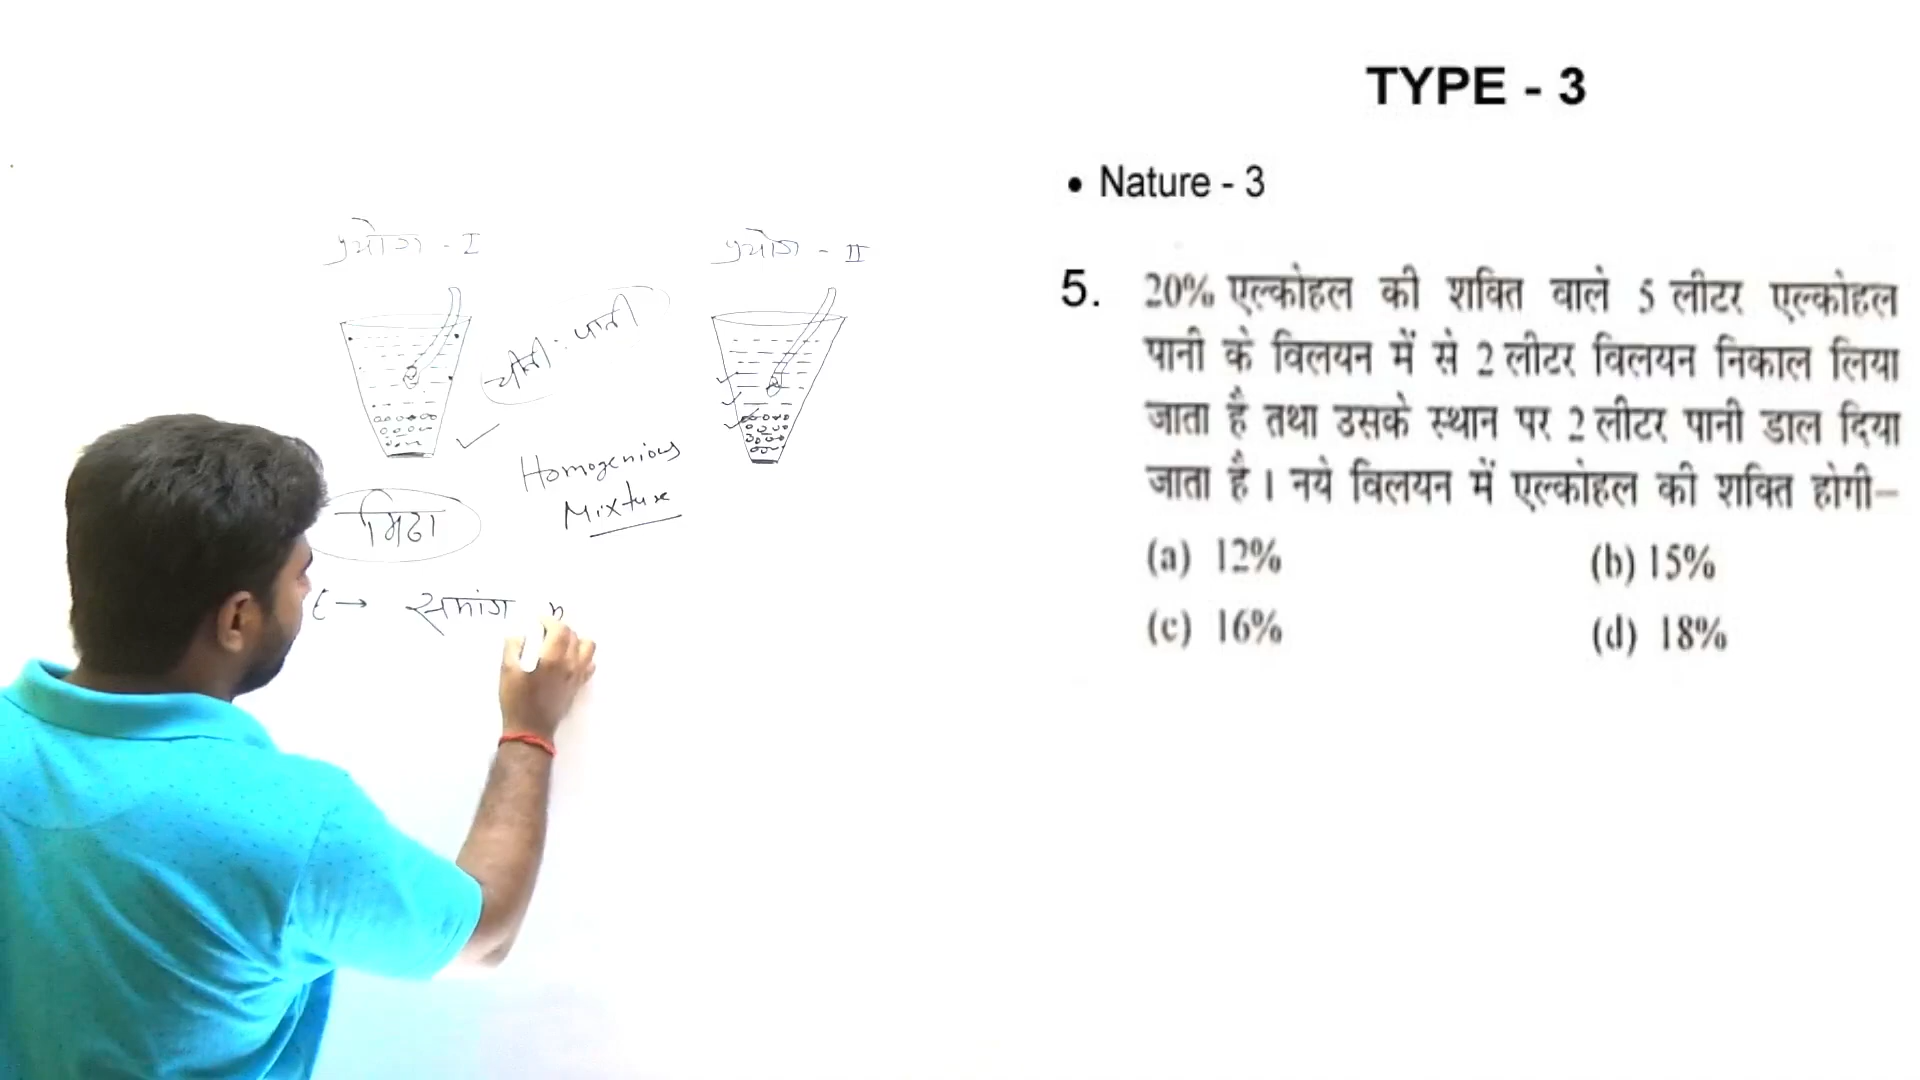 TYPE - 3
• Nature - 3
5. 20% एल्कोहल की शक्ति वाले 5 लीटर एल्कोहल
पानी के विलयन में से 2 लीटर विलयन निकाल लिया
जाता है तथा उसके स्थान पर 2 लीटर पानी डाल दिया
जाता है। नये विलयन में एल्कोहल की शक्ति होगी–
(a) 12% (b) 15%
(c) 16% (d) 18%
प्रयोग - I प्रयोग - II
चीनी : पानी
Homogenious
Mixture
मिठा
→ समांग